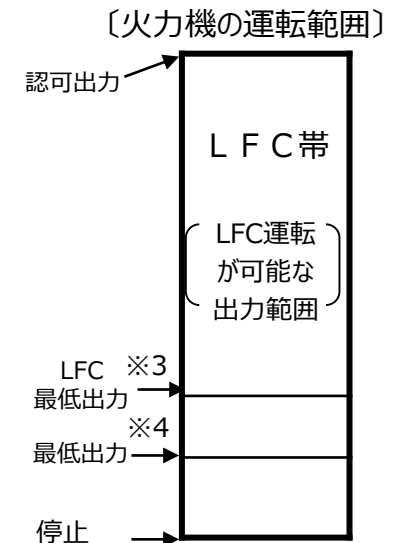 〔火力機の運転範囲〕
認可出力
ＬＦＣ帯
LFC運転
が可能な
出力範囲
LFC ※3
最低出力
※4
最低出力
停止